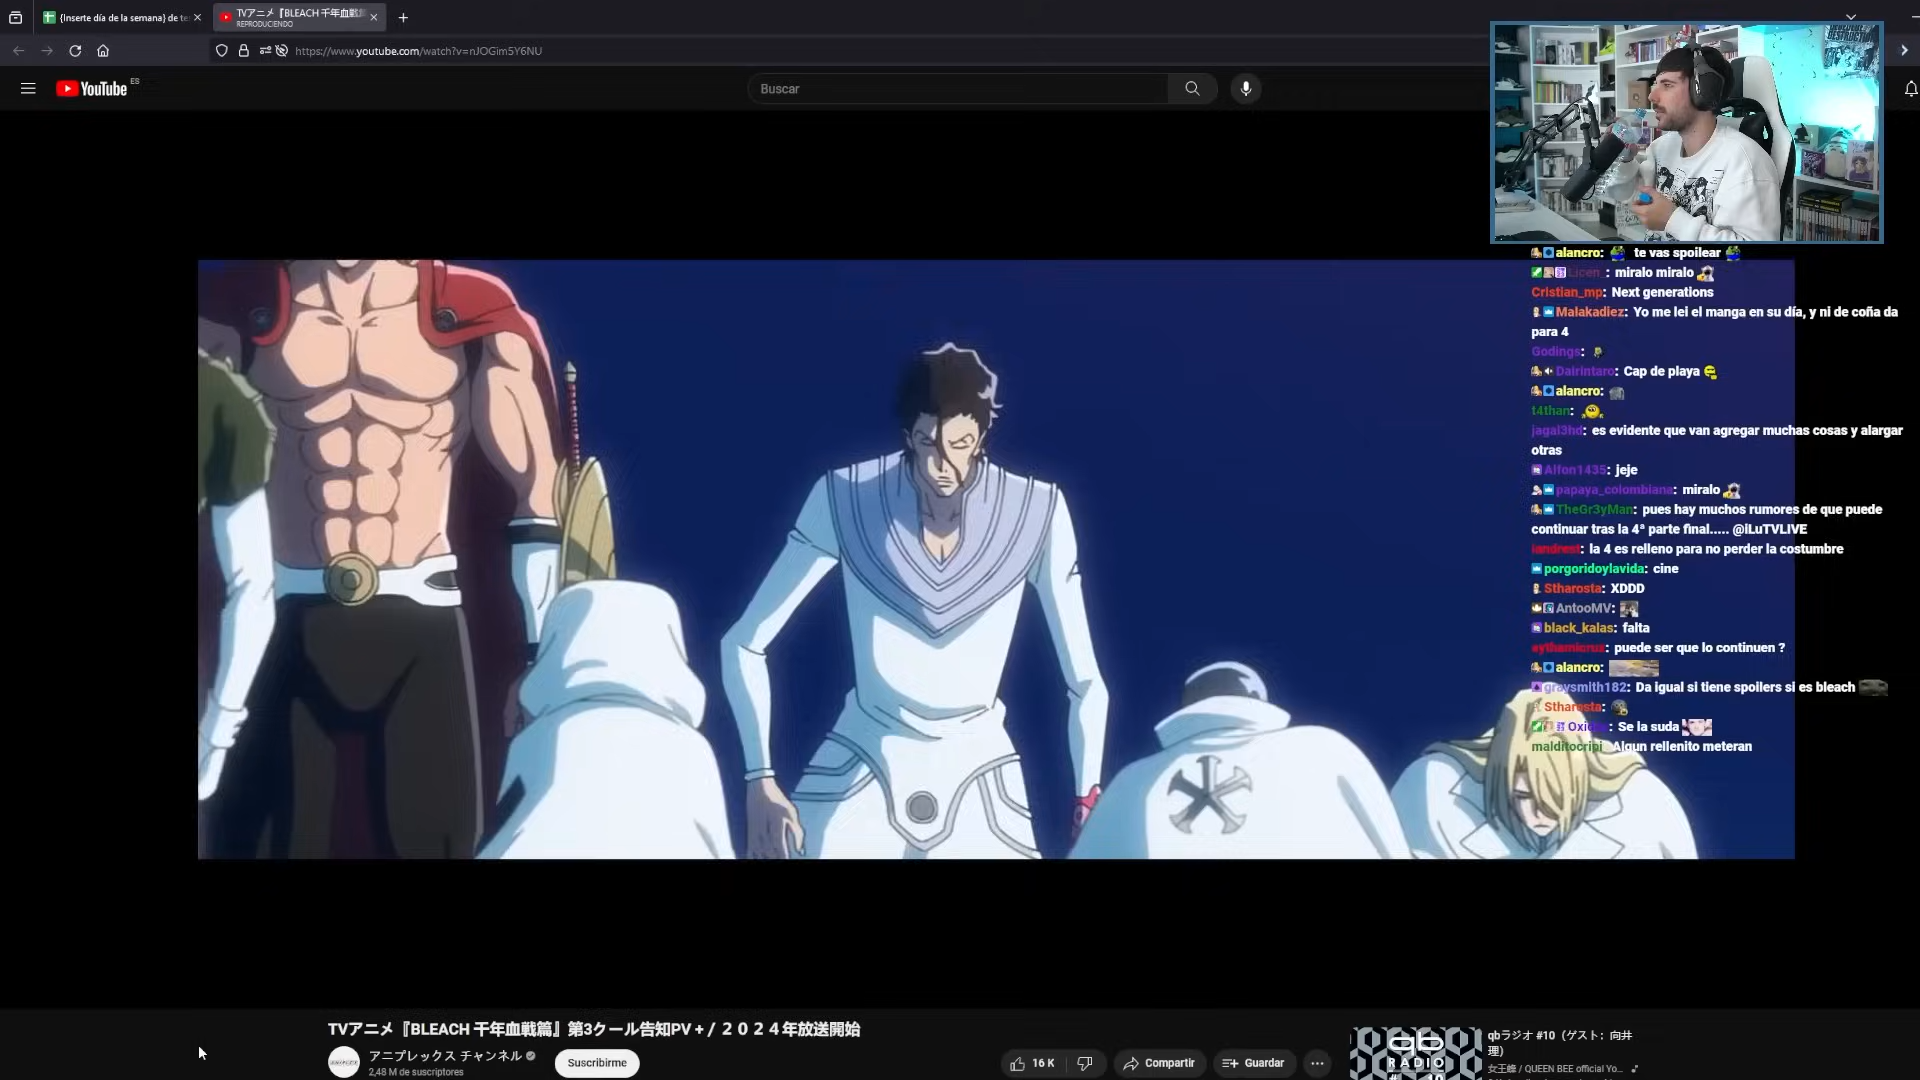 {Inserte día de la semana} de te
TVアニメ『BLEACH 千年血戦篇
REPRODUCIENDO
https://www.youtube.com/watch?v=nJOGim5Y6NU
YouTube ES
Buscar
alancro: te vas spoilear
Licen_: miralo miralo
Cristian_mp: Next generations
Malakadiez: Yo me lei el manga en su día, y ni de coña da
para 4
Godings:
Dairintaro: Cap de playa
alancro:
t4than:
jagal3hd: es evidente que van agregar muchas cosas y alargar
otras
Alfon1435: jeje
papaya_colombiana: miralo
TheGr3yMan: pues hay muchos rumores de que puede
continuar tras la 4ª parte final..... @iLuTVLIVE
iandrest: la 4 es relleno para no perder la costumbre
porgoridoylavida: cine
Stharosta: XDDD
AntooMV:
black_kalas: falta
aythamicruz: puede ser que lo continuen ?
alancro:
graysmith182: Da igual si tiene spoilers si es bleach
Stharosta:
Se la suda
malditocripi Algun rellenito meteran
TVアニメ『BLEACH 千年血戦篇』第3クール告知PV＋/ ２０２４年放送開始
アニプレックス チャンネル
2,48 M de suscriptores
Suscribirme
16 K
Compartir
Guardar
qb
RADIO
qbラジオ #10（ゲスト：向井
理）
女王蜂 / QUEEN BEE official Yo...